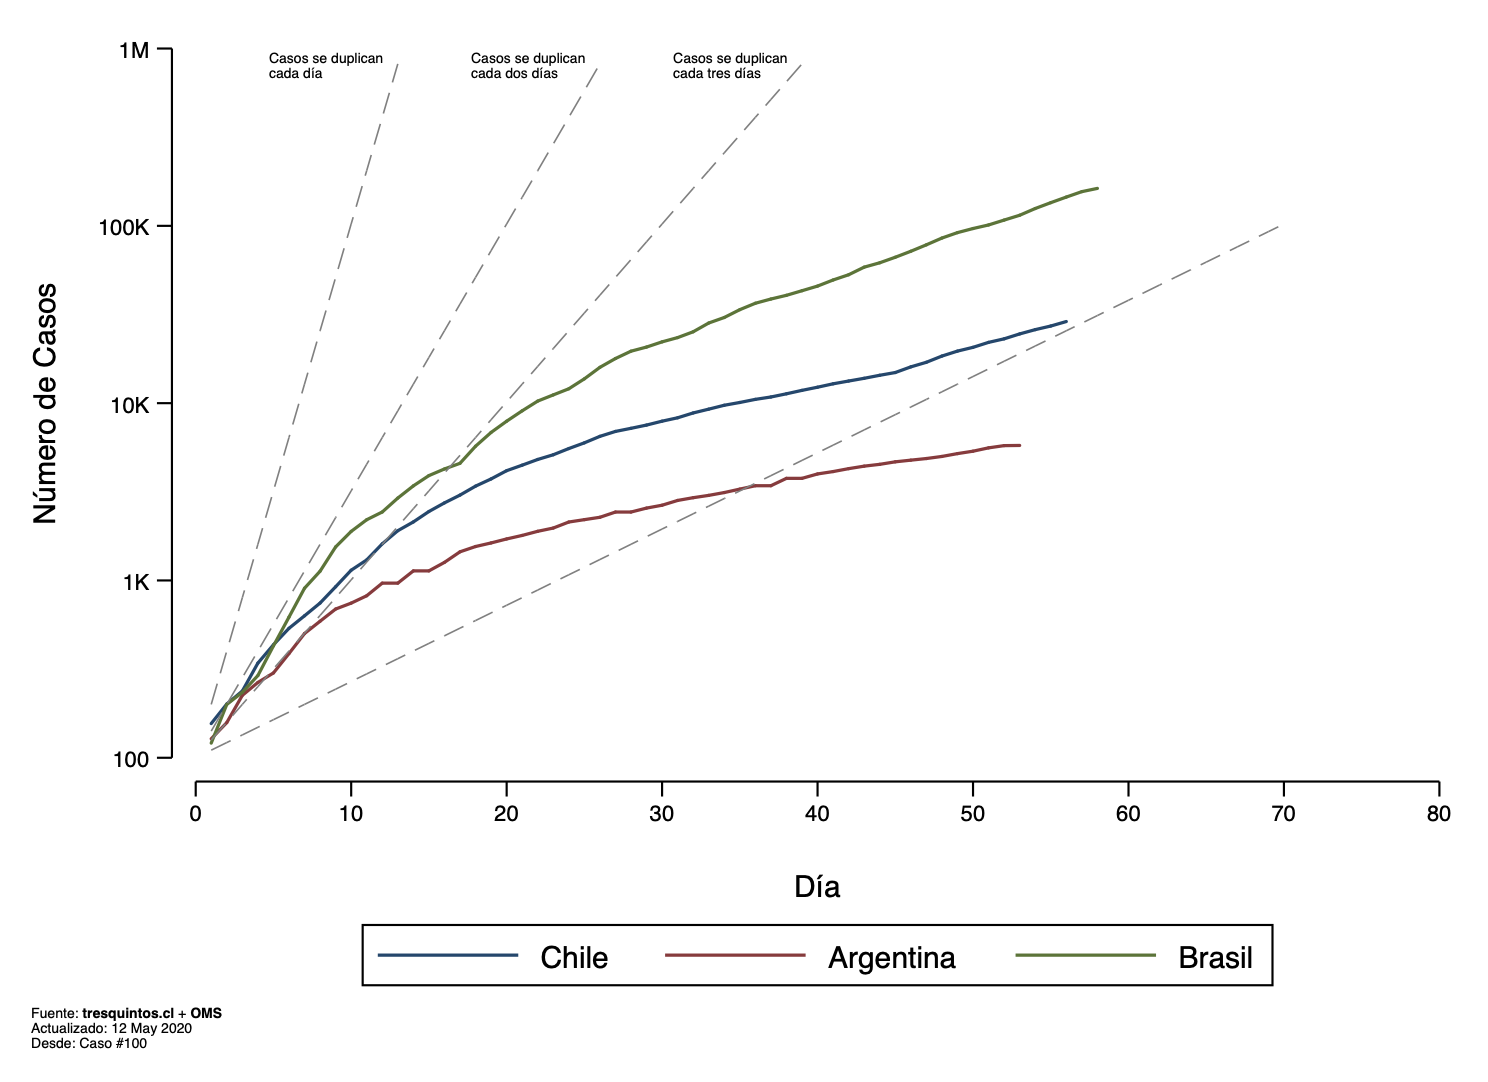 1M
100K
10K
1K
100
Número de Casos
Casos se duplican
cada día
Casos se duplican
cada dos días
Casos se duplican
cada tres días
0 10 20 30 40 50 60 70 80
Día
Chile Argentina Brasil
Fuente: tresquintos.cl + OMS
Actualizado: 12 May 2020
Desde: Caso #100